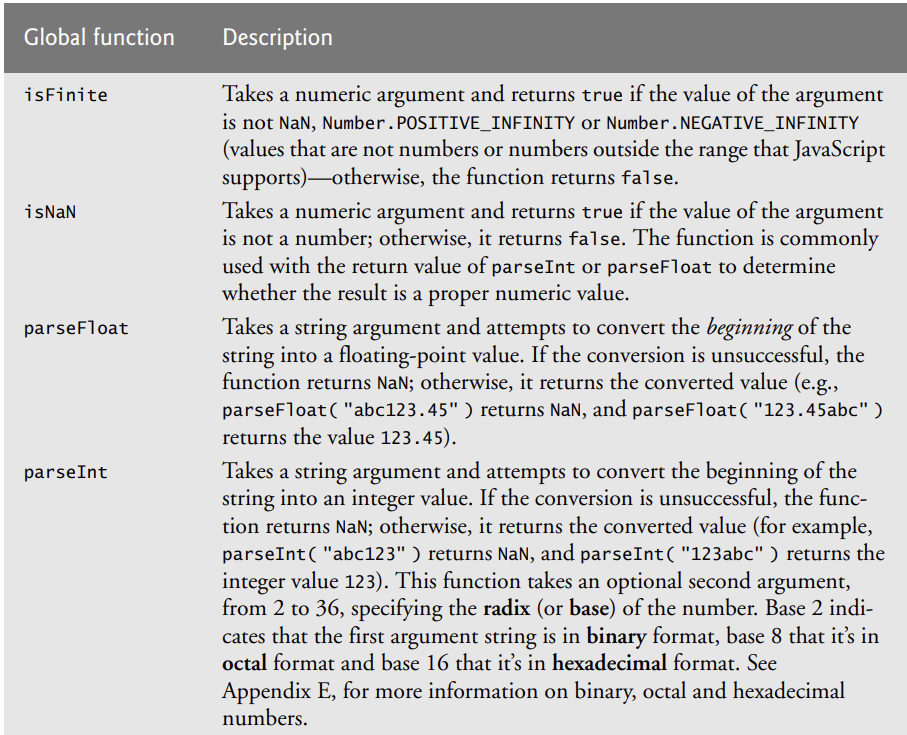 Global function Description
isFinite Takes a numeric argument and returns true if the value of the argument
is not NaN, Number.POSITIVE_INFINITY or Number.NEGATIVE_INFINITY
(values that are not numbers or numbers outside the range that JavaScript
supports)—otherwise, the function returns false.
isNaN Takes a numeric argument and returns true if the value of the argument
is not a number; otherwise, it returns false. The function is commonly
used with the return value of parseInt or parseFloat to determine
whether the result is a proper numeric value.
parseFloat Takes a string argument and attempts to convert the beginning of the
string into a floating-point value. If the conversion is unsuccessful, the
function returns NaN; otherwise, it returns the converted value (e.g.,
parseFloat( "abc123.45" ) returns NaN, and parseFloat( "123.45abc" )
returns the value 123.45).
parseInt Takes a string argument and attempts to convert the beginning of the
string into an integer value. If the conversion is unsuccessful, the func-
tion returns NaN; otherwise, it returns the converted value (for example,
parseInt( "abc123" ) returns NaN, and parseInt( "123abc" ) returns the
integer value 123). This function takes an optional second argument,
from 2 to 36, specifying the radix (or base) of the number. Base 2 indi-
cates that the first argument string is in binary format, base 8 that it’s in
octal format and base 16 that it’s in hexadecimal format. See
Appendix E, for more information on binary, octal and hexadecimal
numbers.